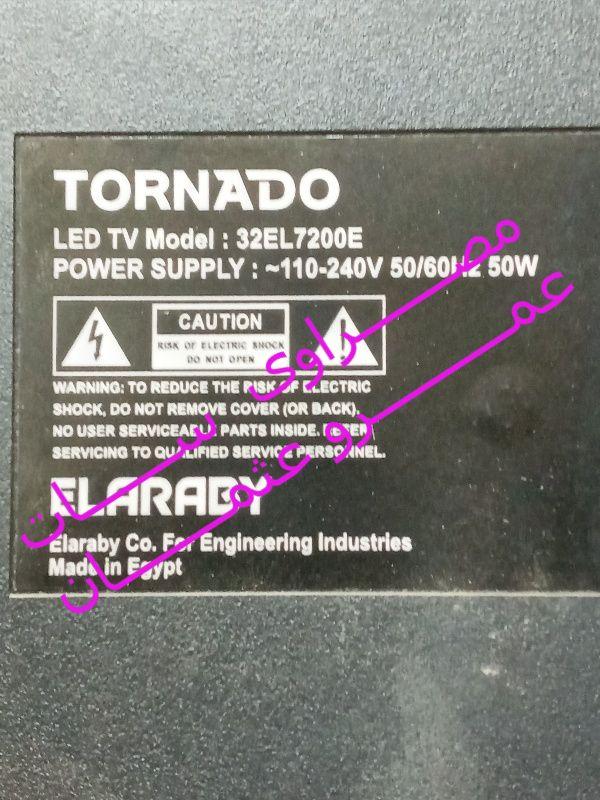 TORNADO
LED TV Model : 32EL7200E
POWER SUPPLY : ~110-240V 50/60Hz 50W
CAUTION
RISK OF ELECTRIC SHOCK
DO NOT OPEN
WARNING: TO REDUCE THE RISK OF ELECTRIC
SHOCK, DO NOT REMOVE COVER (OR BACK).
NO USER SERVICEABLE PARTS INSIDE. REFER
SERVICING TO QUALIFIED SERVICE PERSONNEL.
ELARABY
Elaraby Co. For Engineering Industries
Made in Egypt
مصراوى سات
عمرو عثمان